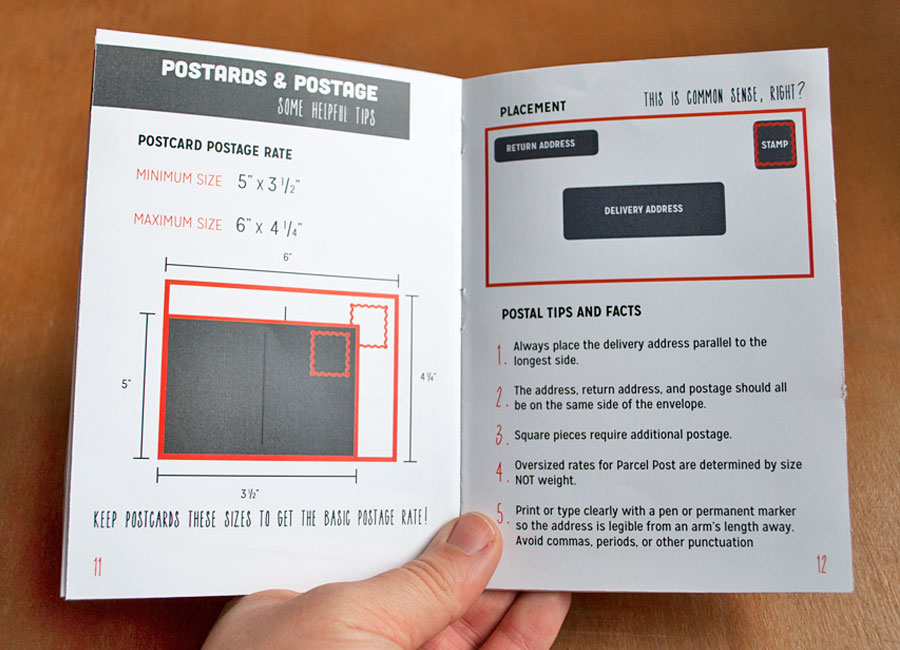 POSTARDS & POSTAGE
SOME HELPFUL TIPS
POSTCARD POSTAGE RATE
MINIMUM SIZE 5" x 3 1/2"
MAXIMUM SIZE 6" x 4 1/4"
6"
5"
4 1/4"
3 1/2"
KEEP POSTCARDS THESE SIZES TO GET THE BASIC POSTAGE RATE!
11
PLACEMENT THIS IS COMMON SENSE, RIGHT?
RETURN ADDRESS
STAMP
DELIVERY ADDRESS
POSTAL TIPS AND FACTS
1. Always place the delivery address parallel to the
longest side.
2. The address, return address, and postage should all
be on the same side of the envelope.
3. Square pieces require additional postage.
4. Oversized rates for Parcel Post are determined by size
NOT weight.
5. Print or type clearly with a pen or permanent marker
so the address is legible from an arm's length away.
Avoid commas, periods, or other punctuation
12